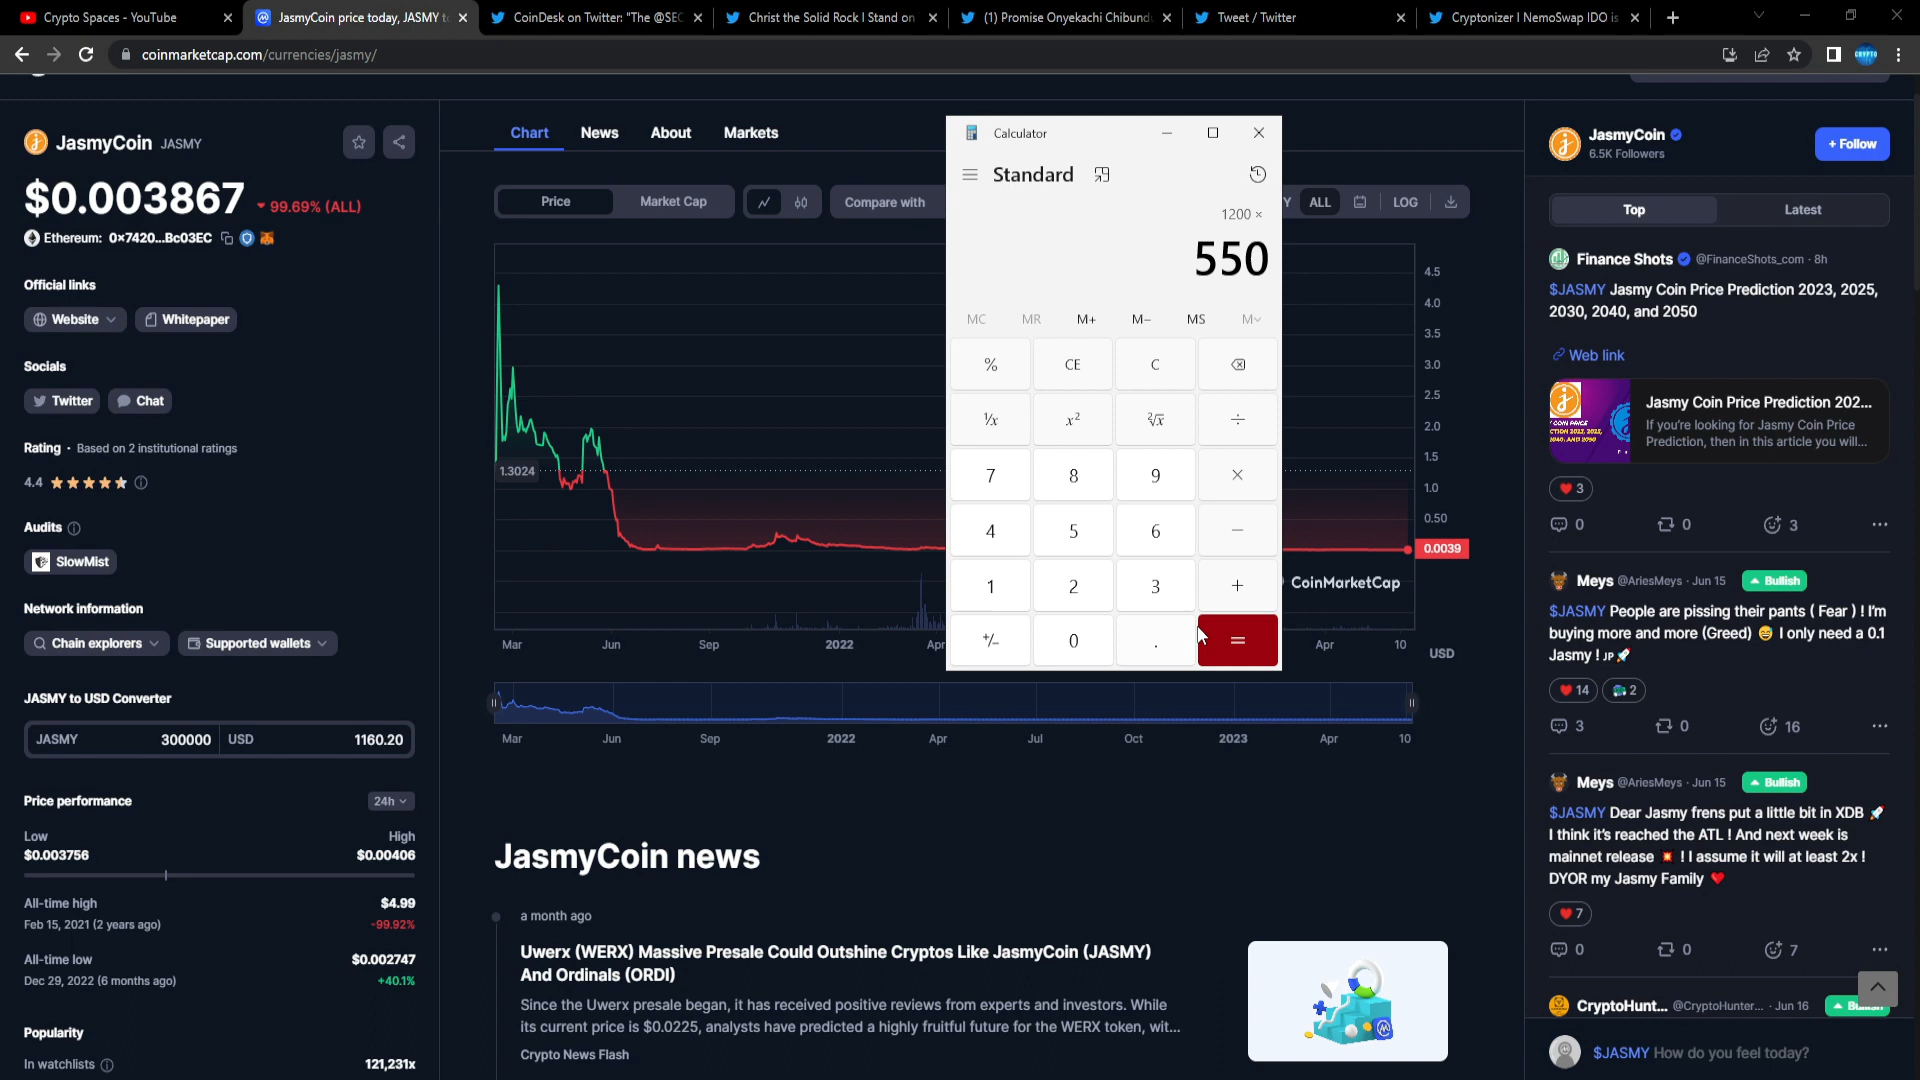 Crypto Spaces - YouTube
JasmyCoin price today, JASMY t
CoinDesk on Twitter: "The @SEC
Christ the Solid Rock I Stand on
(1) Promise Onyekachi Chibund
Tweet / Twitter
Cryptonizer I NemoSwap IDO is
coinmarketcap.com/currencies/jasmy/
CRYPTO
JasmyCoin JASMY
$0.003867
99.69% (ALL)
Ethereum: 0x7420...Bc03EC
Official links
Website
Whitepaper
Socials
Twitter
Chat
Rating · Based on 2 institutional ratings
4.4
Audits
SlowMist
Network information
Chain explorers
Supported wallets
JASMY to USD Converter
JASMY 300000 USD 1160.20
Price performance
24h
Low High
$0.003756 $0.00406
All-time high $4.99
Feb 15, 2021 (2 years ago) -99.92%
All-time low $0.002747
Dec 29, 2022 (6 months ago) +40.1%
Popularity
In watchlists 121,231x
Chart News About Markets
Price Market Cap
Compare with
Y ALL LOG
4.5
4.0
3.5
3.0
2.5
2.0
1.5
1.0
0.50
0.0039
1.3024
CoinMarketCap
Mar Jun Sep 2022 Apr Apr 10
USD
Mar Jun Sep 2022 Apr Jul Oct 2023 Apr 10
Calculator
Standard
1200 ×
550
MC MR M+ M− MS M
% CE C
1/x x² ²√x ÷
7 8 9 ×
4 5 6 −
1 2 3 +
+/− 0 . =
JasmyCoin news
a month ago
Uwerx (WERX) Massive Presale Could Outshine Cryptos Like JasmyCoin (JASMY)
And Ordinals (ORDI)
Since the Uwerx presale began, it has received positive reviews from experts and investors. While
its current price is $0.0225, analysts have predicted a highly fruitful future for the WERX token, wit...
Crypto News Flash
JasmyCoin
6.5K Followers
+ Follow
Top Latest
Finance Shots @FinanceShots_com · 8h
$JASMY Jasmy Coin Price Prediction 2023, 2025,
2030, 2040, and 2050
Web link
Jasmy Coin Price Prediction 202...
If you're looking for Jasmy Coin Price
Prediction, then in this article you will...
3
0 0 3
Meys @AriesMeys · Jun 15 Bullish
$JASMY People are pissing their pants ( Fear ) ! I'm
buying more and more (Greed) 😅 I only need a 0.1
Jasmy ! JP🚀
14 2
3 0 16
Meys @AriesMeys · Jun 15 Bullish
$JASMY Dear Jasmy frens put a little bit in XDB 🚀
I think it's reached the ATL ! And next week is
mainnet release 💥 ! I assume it will at least 2x !
DYOR my Jasmy Family ❤️
7
0 0 7
CryptoHunt... @CryptoHunter... · Jun 16
$JASMY How do you feel today?